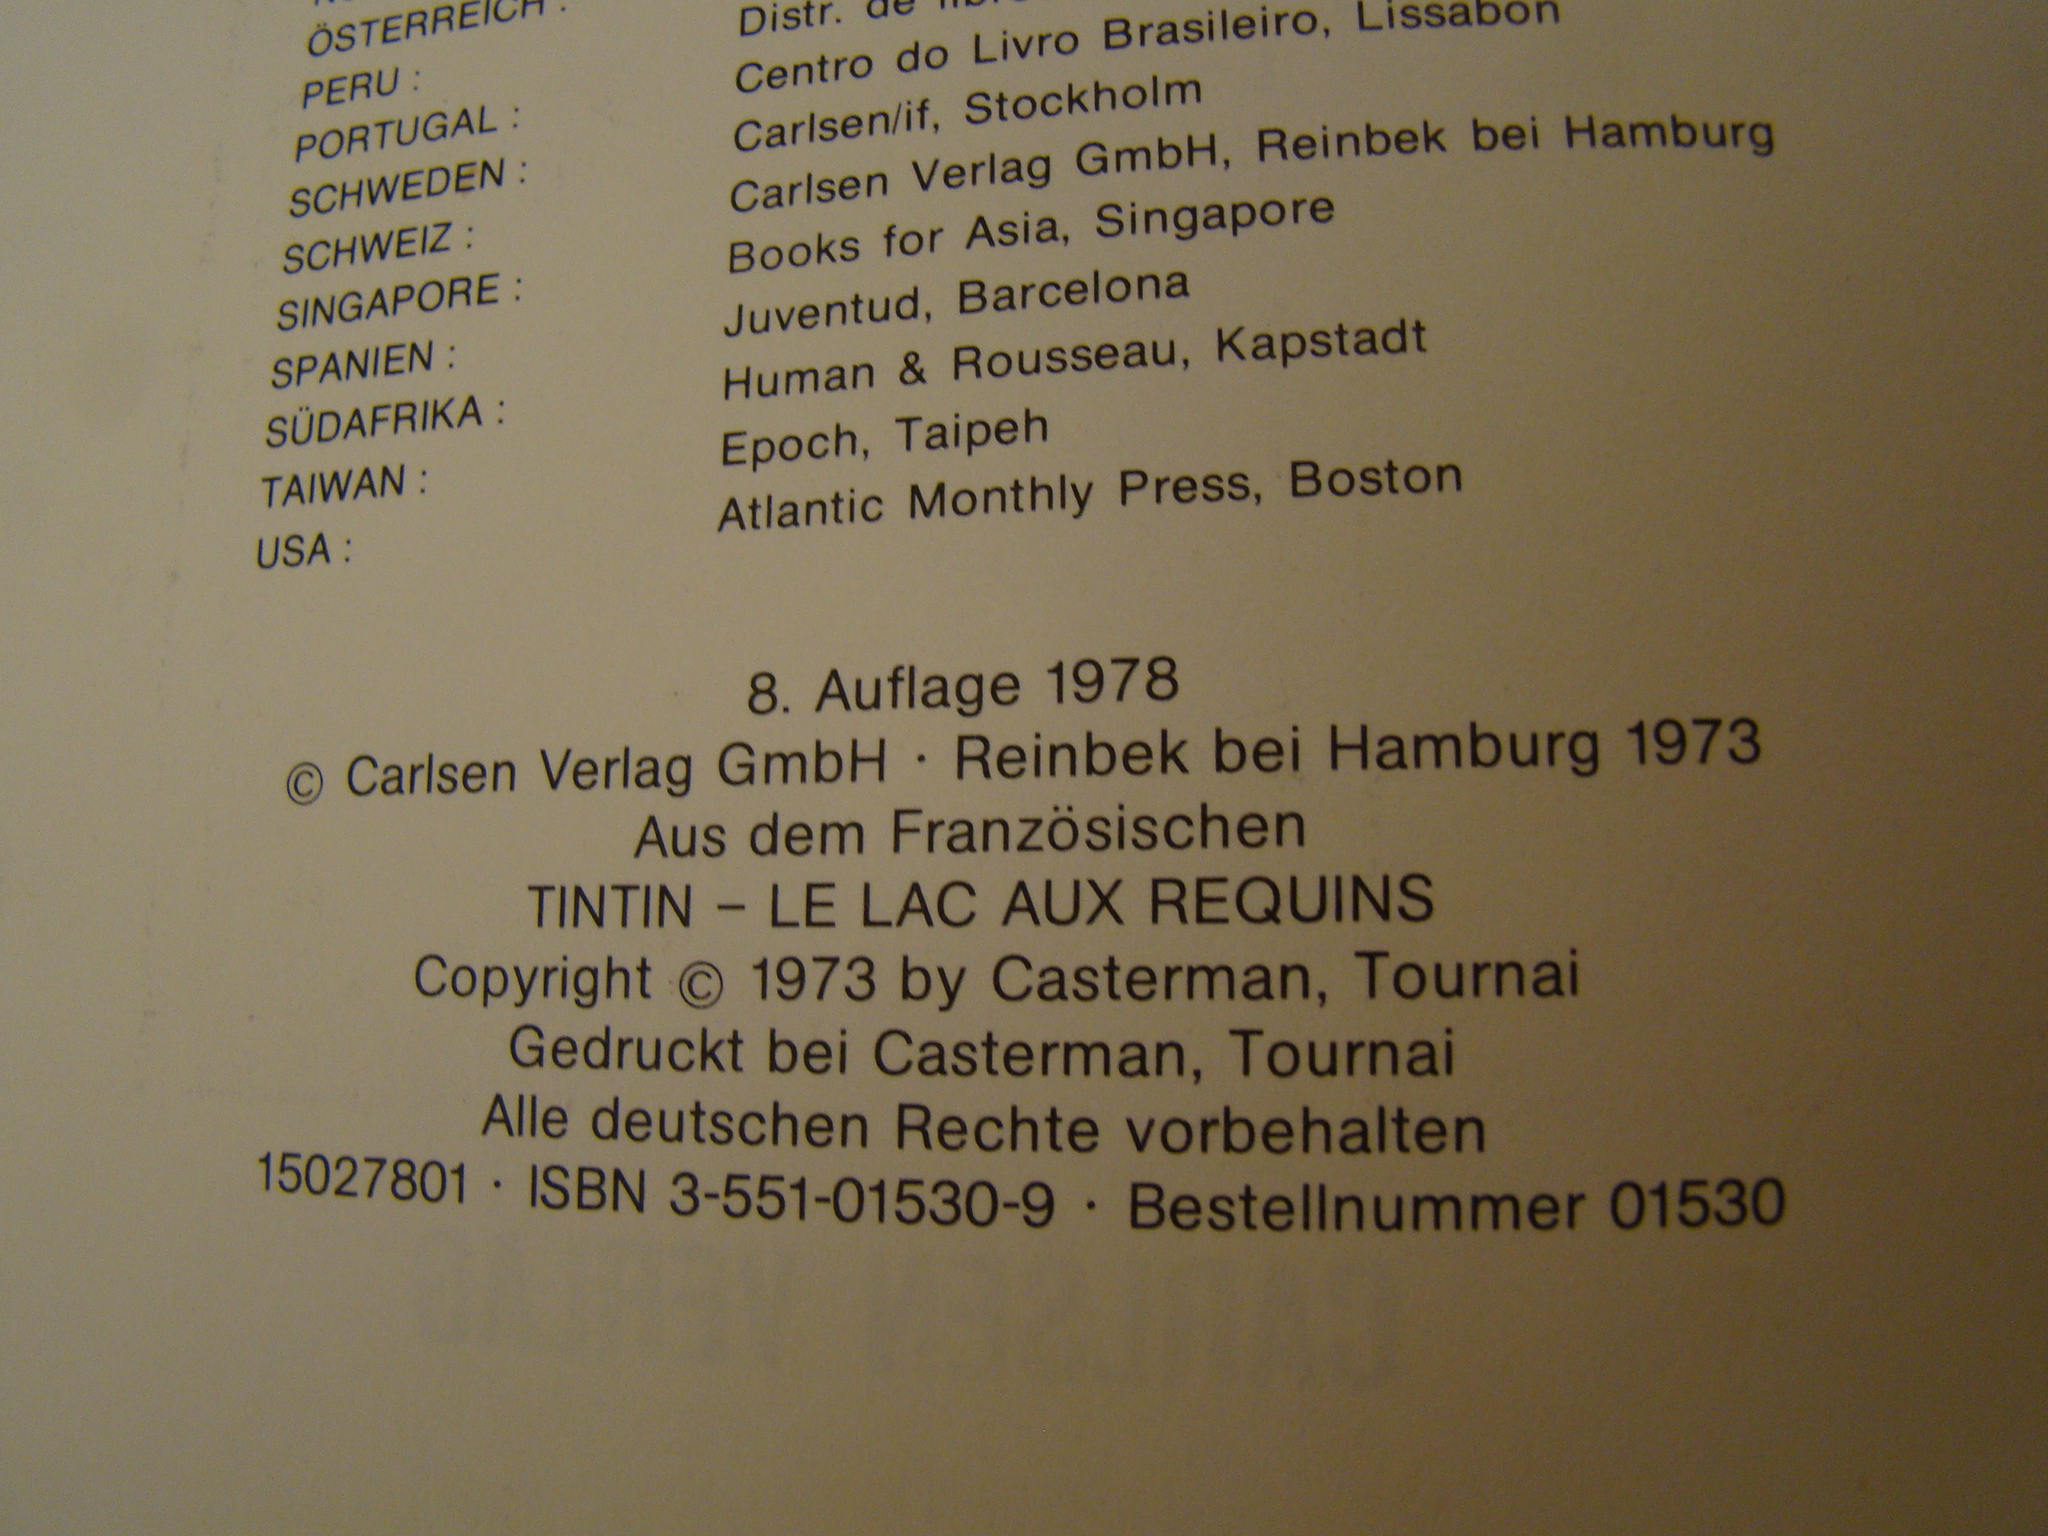 ÖSTERREICH :
PERU : Distr. de
PORTUGAL : Centro do Livro Brasileiro, Lissabon
SCHWEDEN : Carlsen/if, Stockholm
SCHWEIZ : Carlsen Verlag GmbH, Reinbek bei Hamburg
SINGAPORE : Books for Asia, Singapore
SPANIEN : Juventud, Barcelona
SÜDAFRIKA : Human & Rousseau, Kapstadt
TAIWAN : Epoch, Taipeh
USA : Atlantic Monthly Press, Boston
8. Auflage 1978
© Carlsen Verlag GmbH · Reinbek bei Hamburg 1973
Aus dem Französischen
TINTIN – LE LAC AUX REQUINS
Copyright © 1973 by Casterman, Tournai
Gedruckt bei Casterman, Tournai
Alle deutschen Rechte vorbehalten
15027801 · ISBN 3-551-01530-9 · Bestellnummer 01530